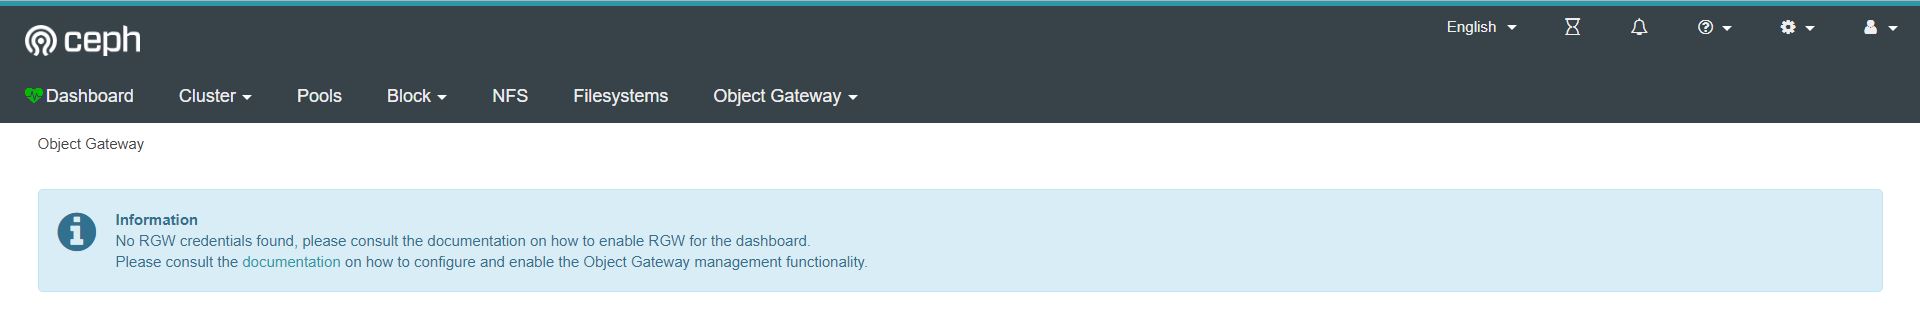 ceph
English
Dashboard Cluster Pools Block NFS Filesystems Object Gateway
Object Gateway
Information
No RGW credentials found, please consult the documentation on how to enable RGW for the dashboard.
Please consult the documentation on how to configure and enable the Object Gateway management functionality.